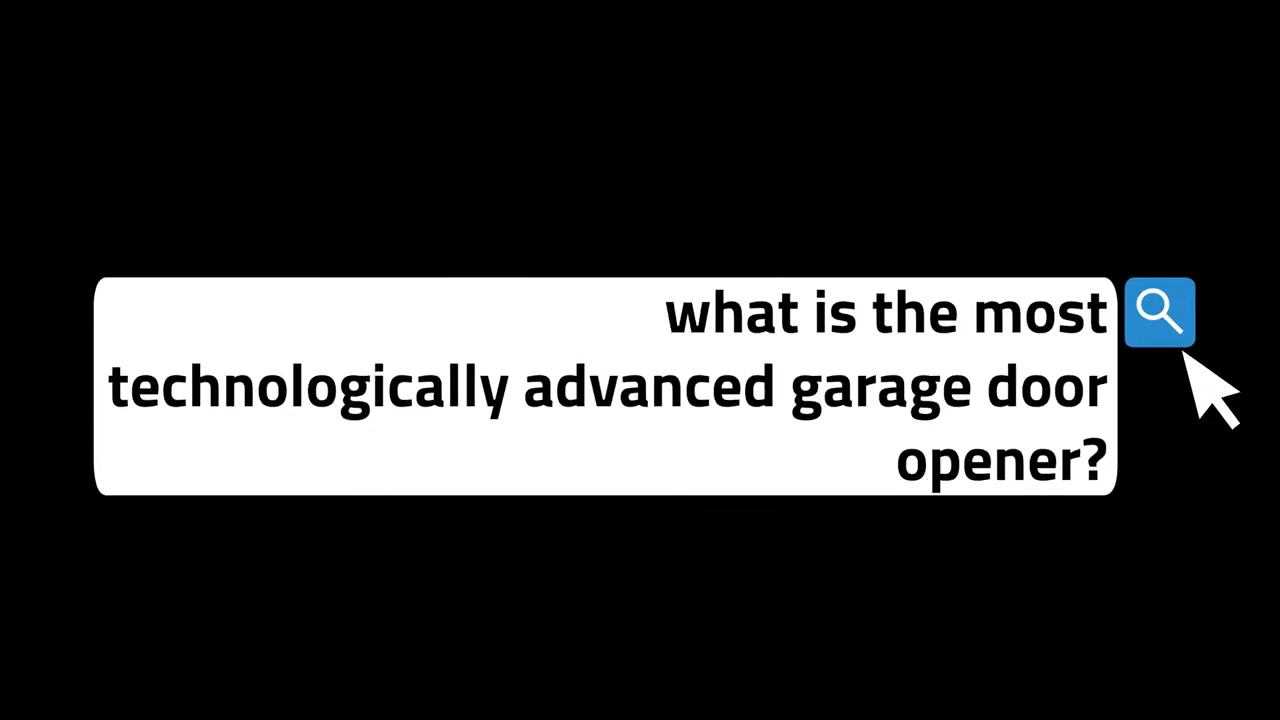 what is the most
technologically advanced garage door
opener?